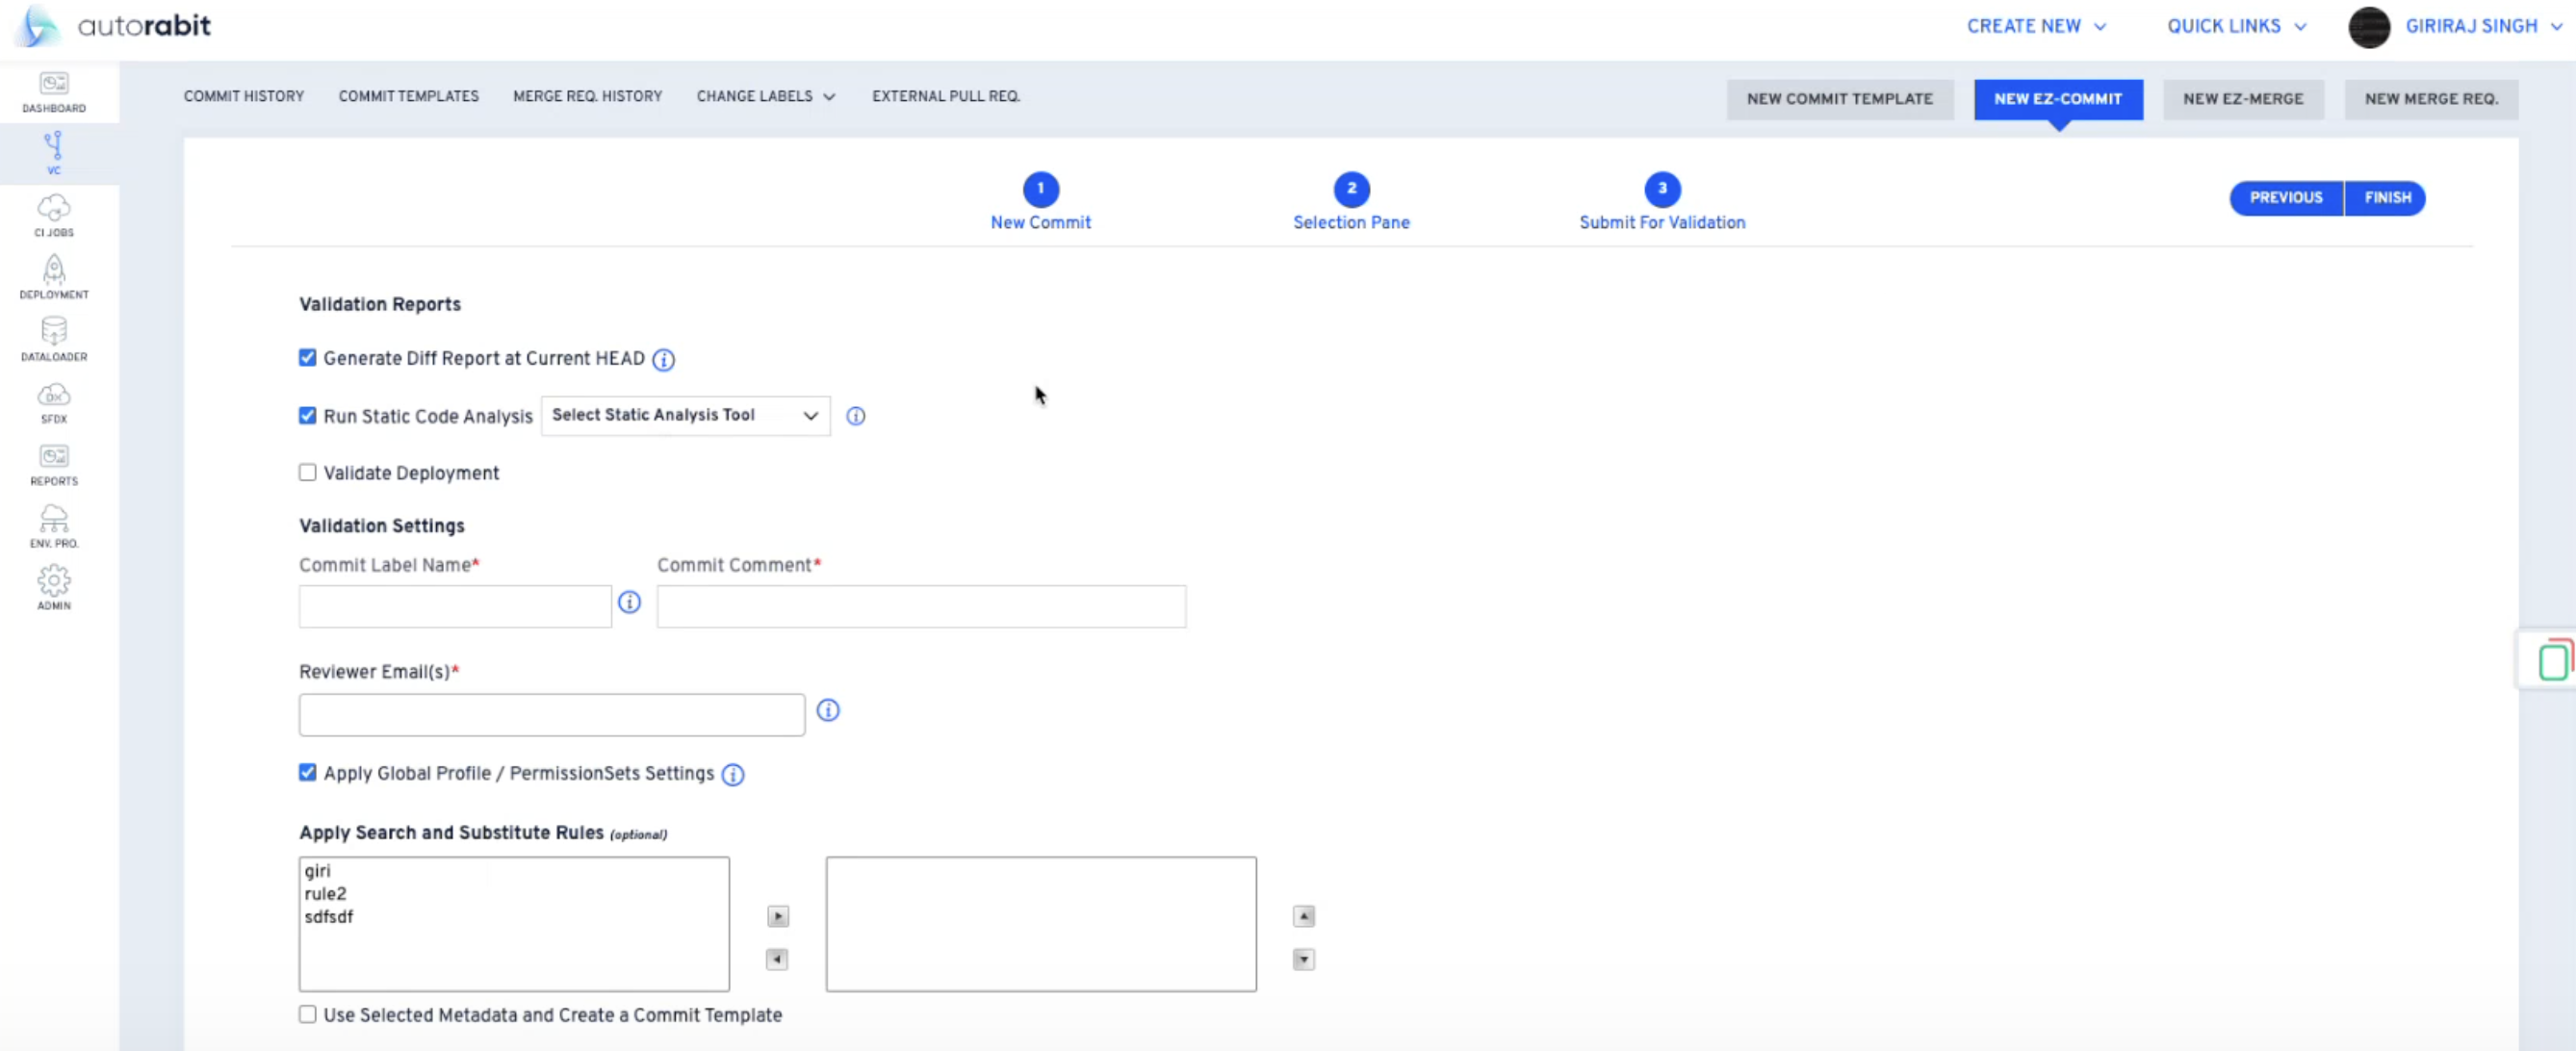 autorabit
CREATE NEW
QUICK LINKS
GIRIRAJ SINGH
DASHBOARD
VC
CI JOBS
DEPLOYMENT
DATALOADER
DX
SFDX
REPORTS
ENV. PRO.
ADMIN
COMMIT HISTORY
COMMIT TEMPLATES
MERGE REQ. HISTORY
CHANGE LABELS
EXTERNAL PULL REQ.
NEW COMMIT TEMPLATE
NEW EZ-COMMIT
NEW EZ-MERGE
NEW MERGE REQ.
1
New Commit
2
Selection Pane
3
Submit For Validation
PREVIOUS
FINISH
Validation Reports
Generate Diff Report at Current HEAD
Run Static Code Analysis
Select Static Analysis Tool
Validate Deployment
Validation Settings
Commit Label Name*
Commit Comment*
Reviewer Email(s)*
Apply Global Profile / PermissionSets Settings
Apply Search and Substitute Rules (optional)
giri
rule2
sdfsdf
Use Selected Metadata and Create a Commit Template